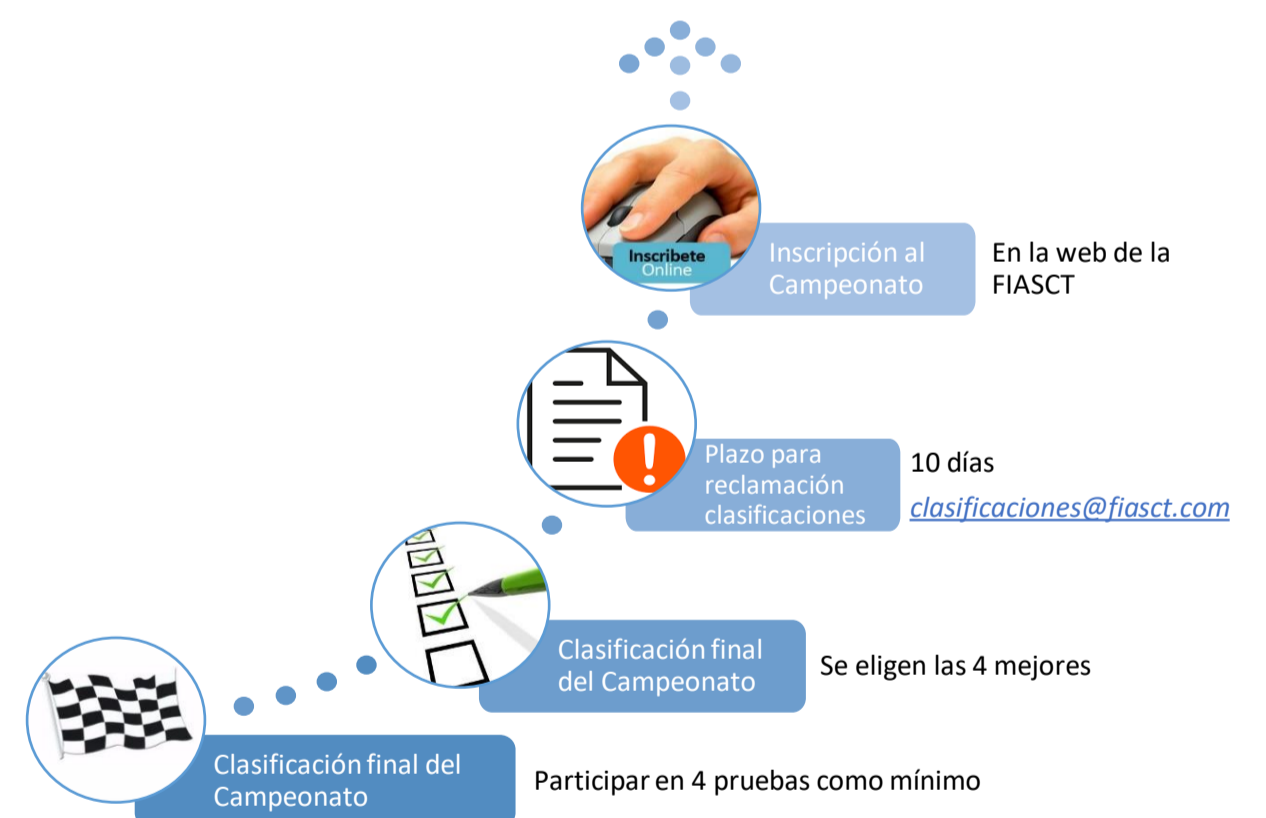 Inscribete
Online
Inscripción al
Campeonato
En la web de la
FIASCT
Plazo para
reclamación
clasificaciones
10 días
clasificaciones@fiasct.com
Clasificación final
del Campeonato
Se eligen las 4 mejores
Clasificación final del
Campeonato
Participar en 4 pruebas como mínimo